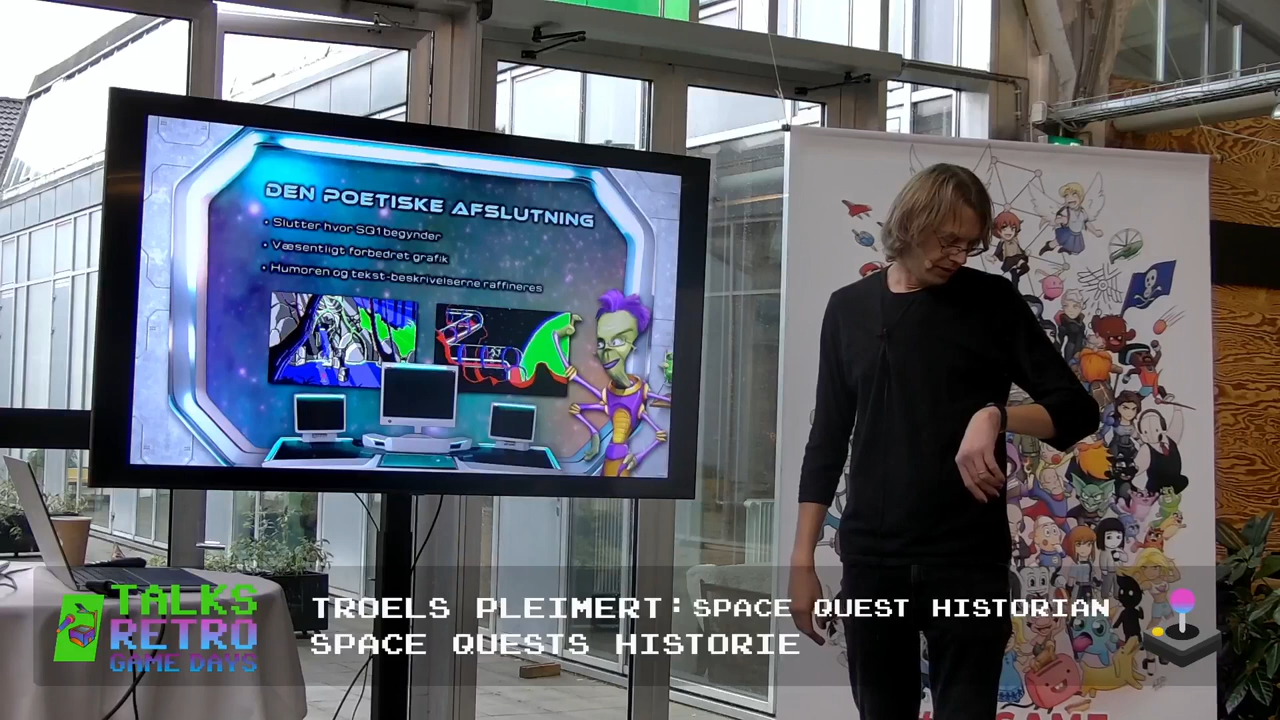 DEN POETISKE AFSLUTNING
• Slutter hvor SQ1 begynder
• Væsentligt forbedret grafik
• Humoren og tekst-beskrivelserne raffineres
TALKS
RETRO
GAME DAYS
TROELS PLEIMERT: SPACE QUEST HISTORIAN
SPACE QUESTS HISTORIE